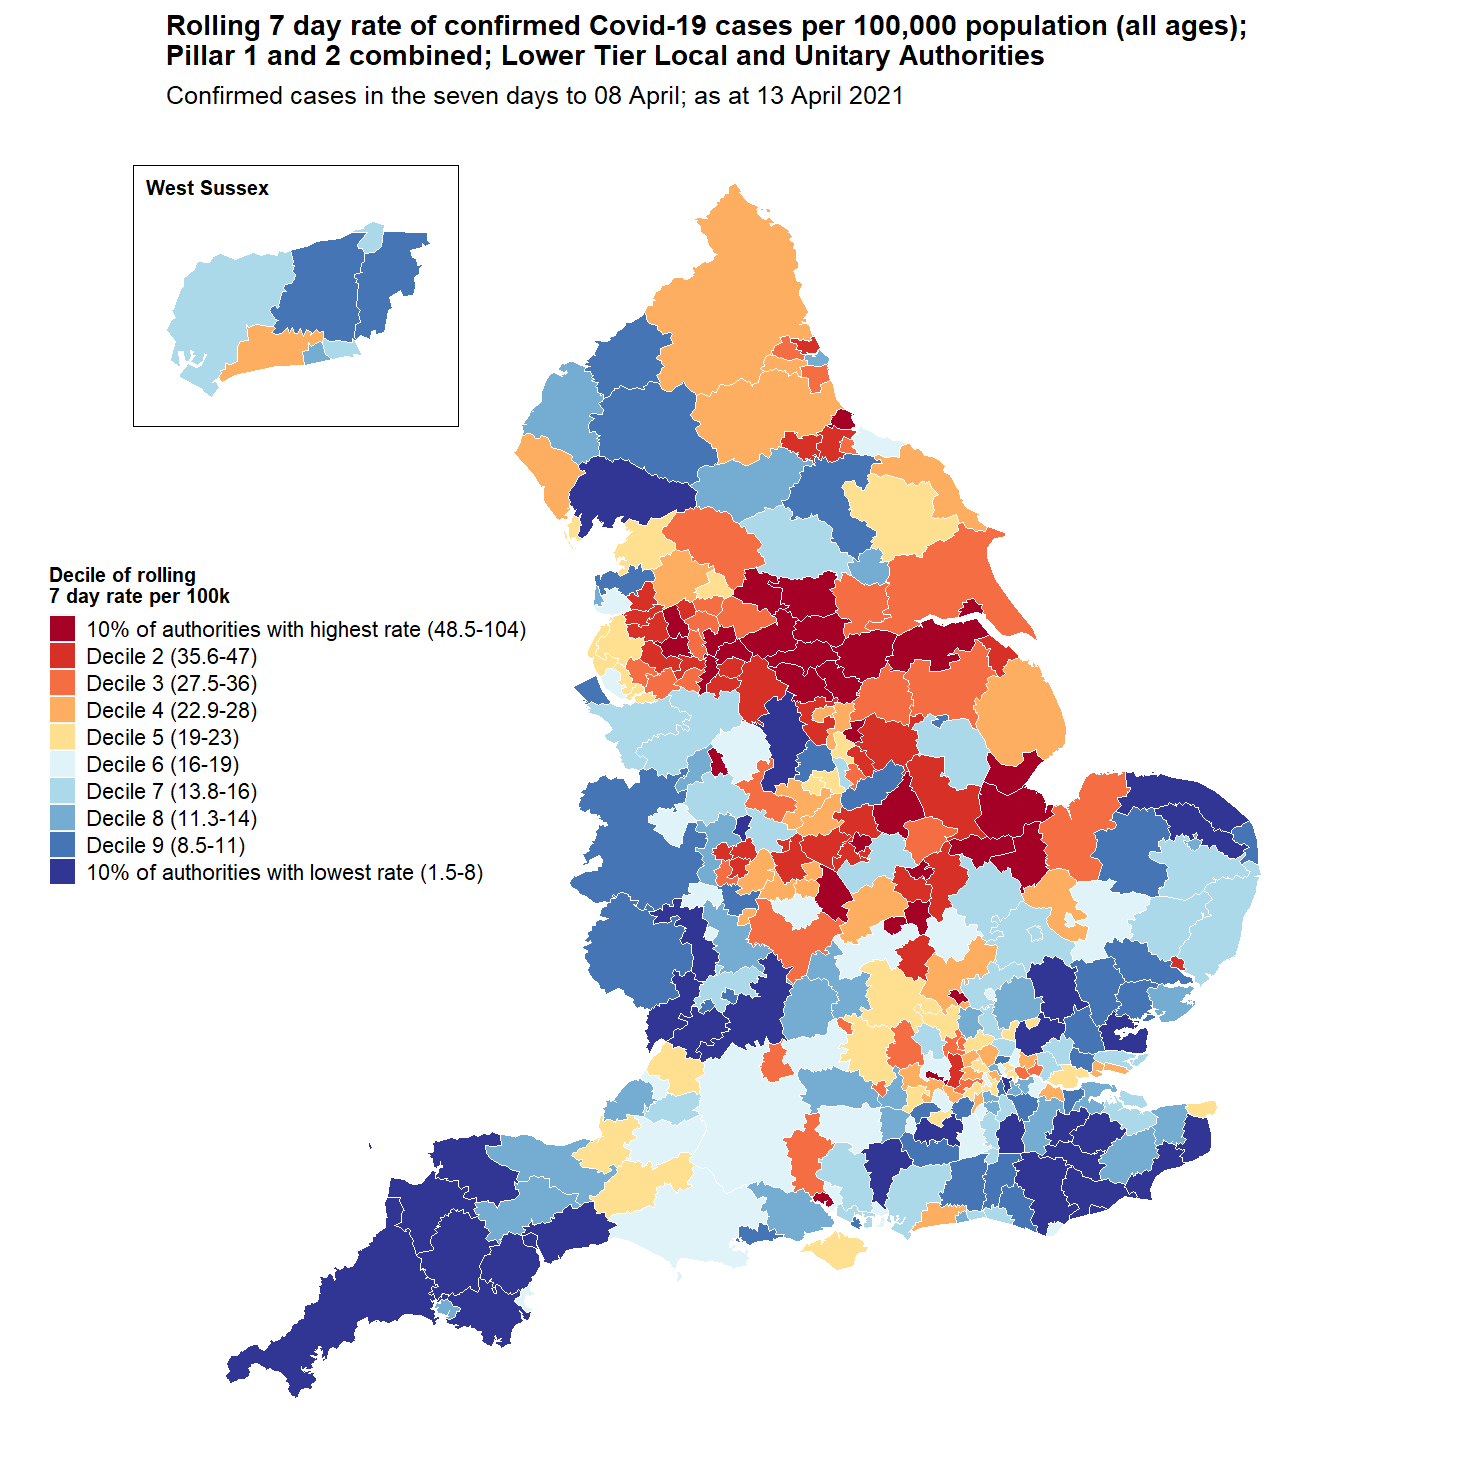 Rolling 7 day rate of confirmed Covid-19 cases per 100,000 population (all ages);
Pillar 1 and 2 combined; Lower Tier Local and Unitary Authorities
Confirmed cases in the seven days to 08 April; as at 13 April 2021
West Sussex
Decile of rolling
7 day rate per 100k
10% of authorities with highest rate (48.5-104)
Decile 2 (35.6-47)
Decile 3 (27.5-36)
Decile 4 (22.9-28)
Decile 5 (19-23)
Decile 6 (16-19)
Decile 7 (13.8-16)
Decile 8 (11.3-14)
Decile 9 (8.5-11)
10% of authorities with lowest rate (1.5-8)